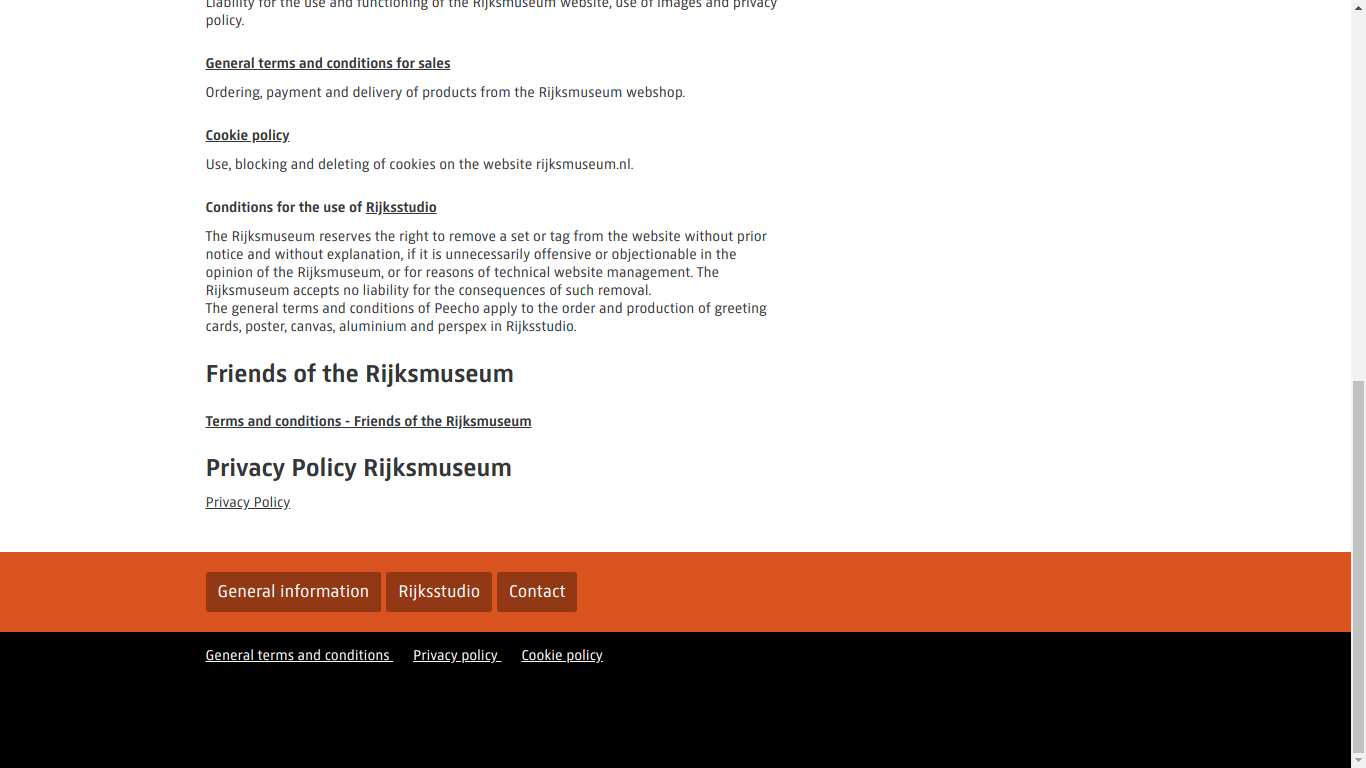 Liability for the use and functioning of the Rijksmuseum website, use of images and privacy
policy.
General terms and conditions for sales
Ordering, payment and delivery of products from the Rijksmuseum webshop.
Cookie policy
Use, blocking and deleting of cookies on the website rijksmuseum.nl.
Conditions for the use of Rijksstudio
The Rijksmuseum reserves the right to remove a set or tag from the website without prior
notice and without explanation, if it is unnecessarily offensive or objectionable in the
opinion of the Rijksmuseum, or for reasons of technical website management. The
Rijksmuseum accepts no liability for the consequences of such removal.
The general terms and conditions of Peecho apply to the order and production of greeting
cards, poster, canvas, aluminium and perspex in Rijksstudio.
Friends of the Rijksmuseum
Terms and conditions - Friends of the Rijksmuseum
Privacy Policy Rijksmuseum
Privacy Policy
General information Rijksstudio Contact
General terms and conditions Privacy policy Cookie policy